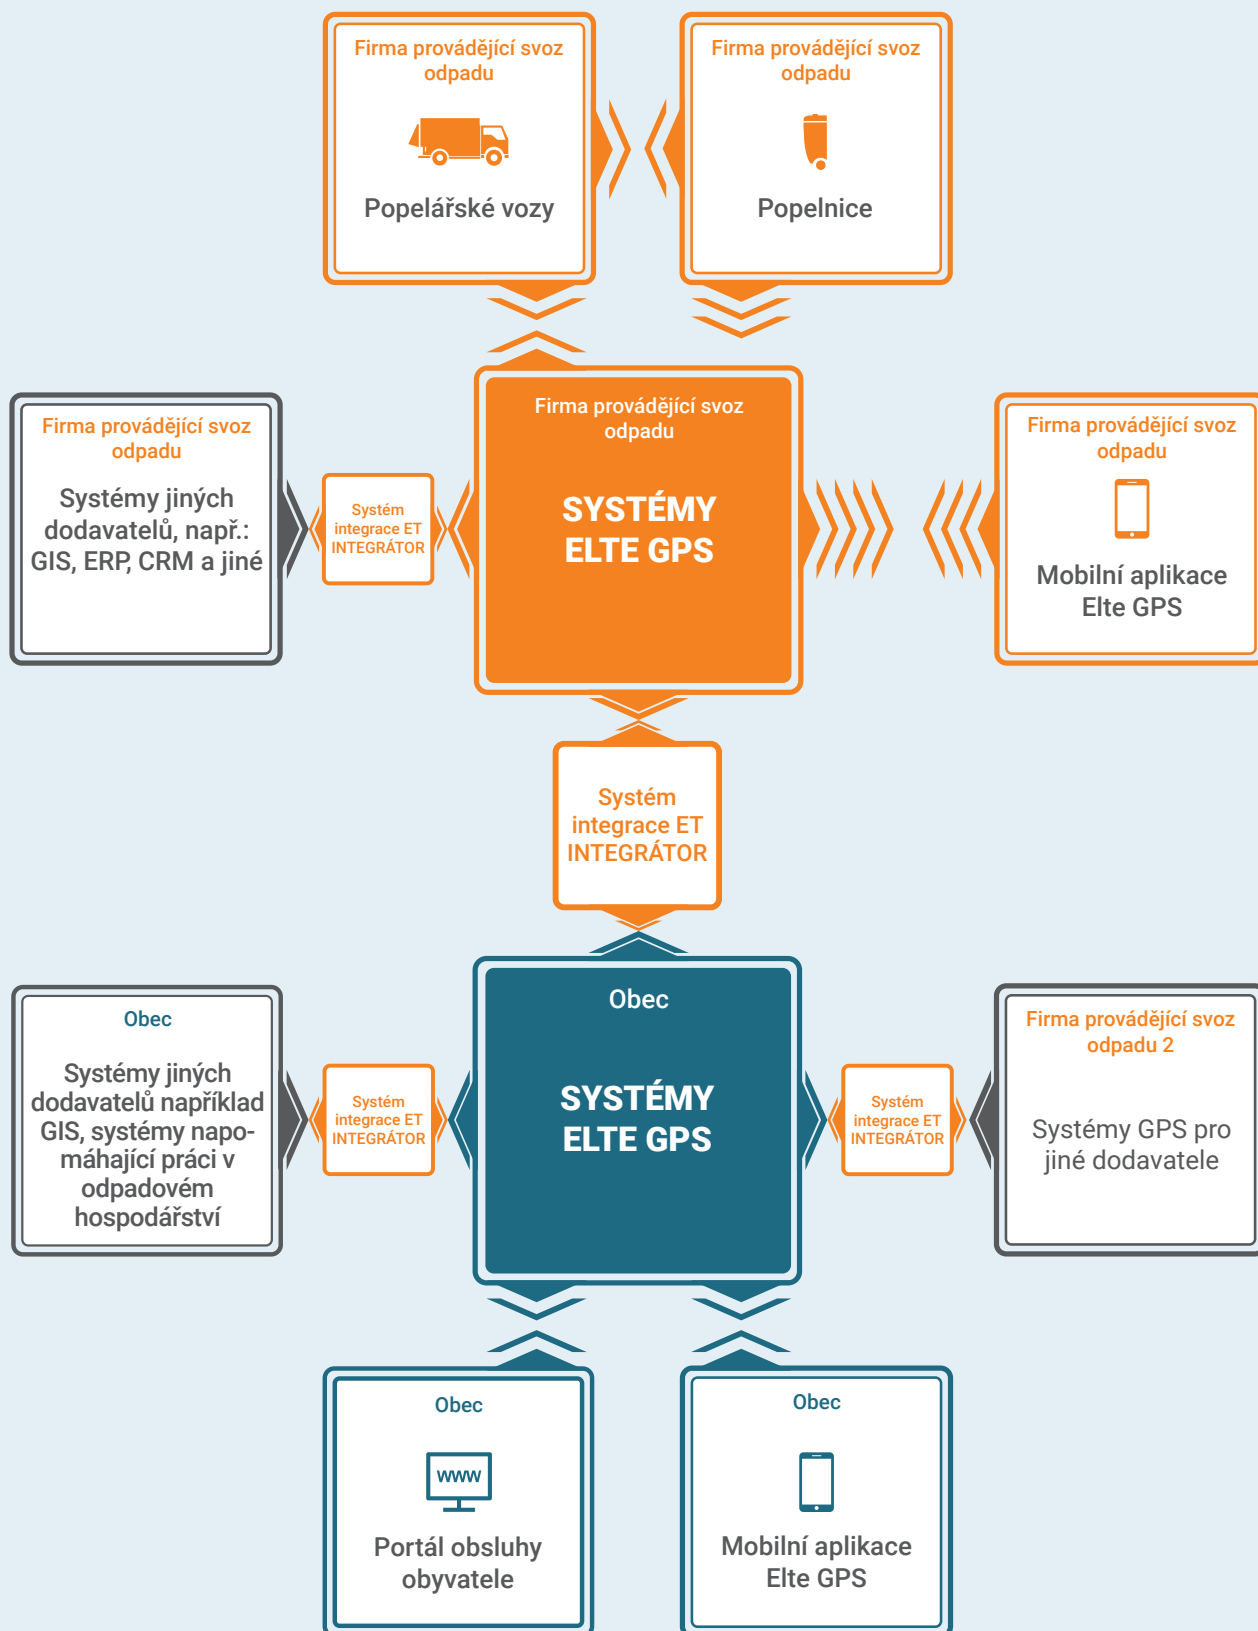 Firma provádějící svoz
odpadu
Popelářské vozy
Firma provádějící svoz
odpadu
Popelnice
Firma provádějící svoz
odpadu
Systémy jiných
dodavatelů, např.:
GIS, ERP, CRM a jiné
Systém
integrace ET
INTEGRÁTOR
Firma provádějící svoz
odpadu
SYSTÉMY
ELTE GPS
Firma provádějící svoz
odpadu
Mobilní aplikace
Elte GPS
Systém
integrace ET
INTEGRÁTOR
Obec
Systémy jiných
dodavatelů například
GIS, systémy napo-
máhající práci v
odpadovém
hospodářství
Systém
integrace ET
INTEGRÁTOR
Obec
SYSTÉMY
ELTE GPS
Systém
integrace ET
INTEGRÁTOR
Firma provádějící svoz
odpadu 2
Systémy GPS pro
jiné dodavatele
Obec
www
Portál obsluhy
obyvatele
Obec
Mobilní aplikace
Elte GPS